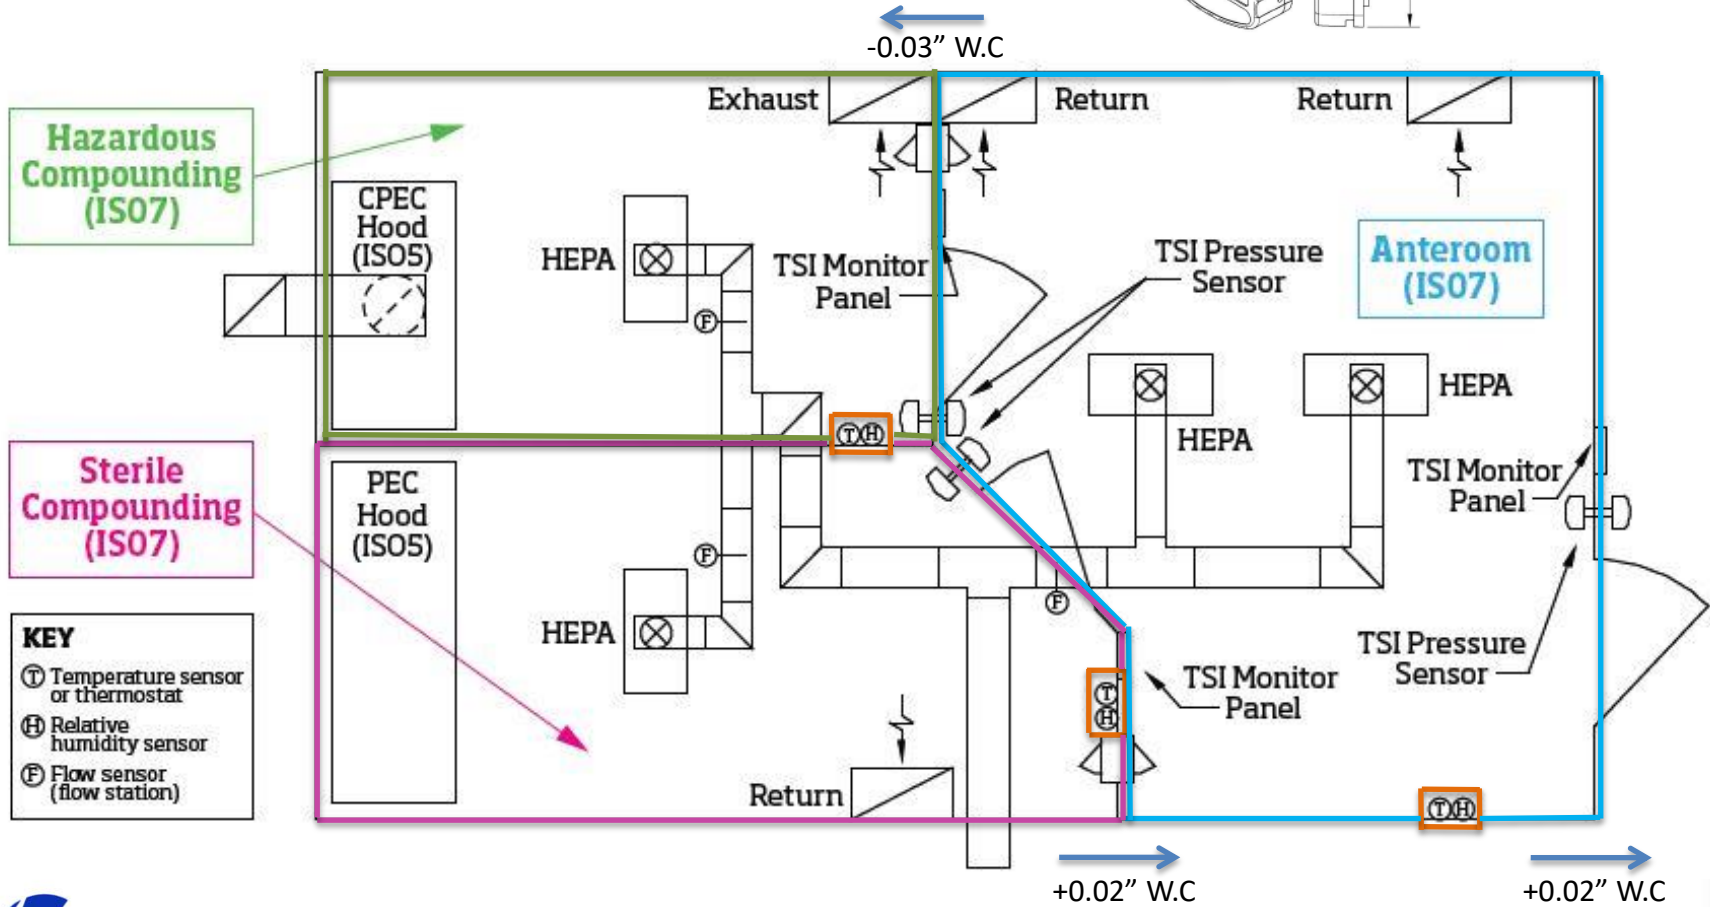 -0.03” W.C
Exhaust
Return
Return
Hazardous
Compounding
(ISO7)
CPEC
Hood
(ISO5)
HEPA
TSI Monitor
Panel
TSI Pressure
Sensor
Anteroom
(ISO7)
F
HEPA
HEPA
T H
Sterile
Compounding
(ISO7)
PEC
Hood
(ISO5)
TSI Monitor
Panel
F
F
HEPA
KEY
T Temperature sensor
or thermostat
H Relative
humidity sensor
F Flow sensor
(flow station)
TSI Pressure
Sensor
TSI Monitor
Panel
T
H
Return
T H
+0.02” W.C
+0.02” W.C